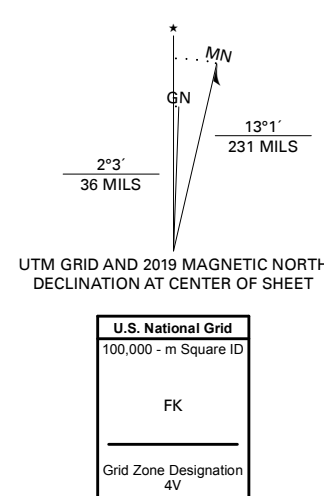 ★
MN
GN
13°1´
231 MILS
2°3´
36 MILS
UTM GRID AND 2019 MAGNETIC NORTH
DECLINATION AT CENTER OF SHEET
U.S. National Grid
100,000 - m Square ID
FK
Grid Zone Designation
4V